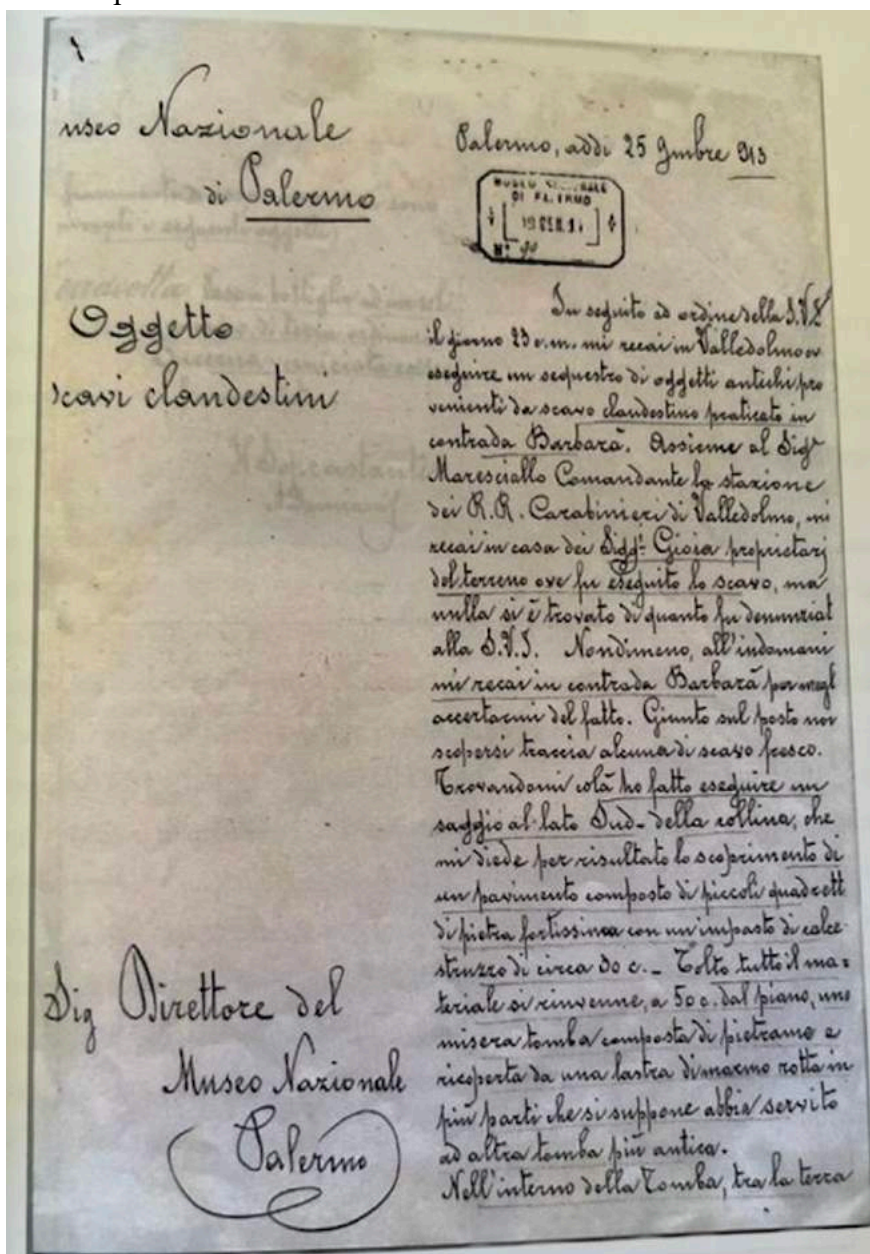 useo Nazionale
di Palermo
Oggetto
scavi clandestini
Sig Direttore del
Museo Nazionale
Palermo
Palermo, addì 25 9mbre 913
MUSEO NAZIONALE
DI PALERMO
19 GEN. 1
N°
In seguito ad ordine della S.V.I
il giorno 23 c.m. mi recai in Valledolmo
eseguire un sequestro di oggetti antichi pro
venienti da scavo clandestino praticato in
contrada Barbarà. Assieme al Sigr
Maresciallo Comandante la stazione
dei R.R. Carabinieri di Valledolmo, mi
recai in casa dei Sigg: Gioia proprietarj
del terreno ove fu eseguito lo scavo, ma
nulla si è trovato di quanto fu denunziat
alla S.V.I. Nondimeno, all'indomani
mi recai in contrada Barbarà per megl
accertarmi del fatto. Giunto sul posto non
scopersi traccia alcuna di scavo fresco.
Trovandomi colà ho fatto eseguire un
saggio al lato Sud-della collina, che
mi diede per risultato lo scoprimento di
un pavimento composto di piccoli quadrett
di pietra fortissima con un'impasto di calce
struzzo di circa 30 c. - Tolto tutto il ma=
teriale si rinvenne, a 50 c. dal piano, una
misera tomba composta di pietrame e
ricoperta da una lastra di marmo rotta in
più parti che si suppone abbia servito
ad altra tomba più antica.
Nell'interno della Tomba, tra la terra